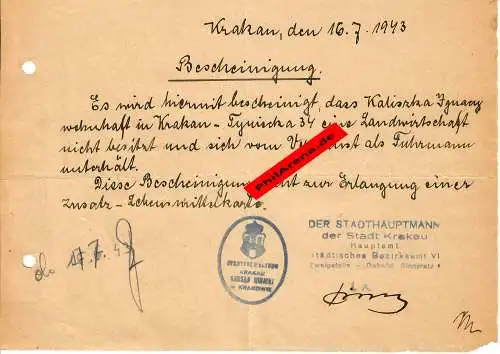 Krakau, den 16.7.1943
Bescheinigung.
Es wird hiermit bescheinigt, dass Kaliszka Ignacy
wohnhaft in Krakau - Tyniecka 34 eine Landwirtschaft
nicht besitzt und sich vom als Fuhrmann
unterhält.
Diese Bescheinigung zur Erlangung einer
Zusatz-Lebensmittelkarte.
PhilArena.de
KRAKAU
W KRAKOWIE
DER STADTHAUPTMANN
der Stadt Krakau
Hauptamt
Städtisches Bezirksamt VI